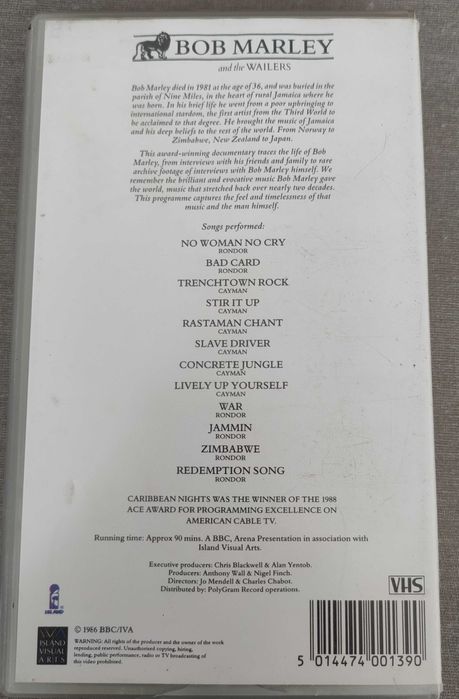 BOB MARLEY
and the WAILERS
Bob Marley died in 1981 at the age of 36, and was buried in the
parish of Nine Miles, in the heart of rural Jamaica where he
was born. In his brief life he went from a poor upbringing to
international stardom, the first artist from the Third World to
be acclaimed to that degree. He brought the music of Jamaica
and his deep beliefs to the rest of the world. From Norway to
Zimbabwe, New Zealand to Japan.
This award-winning documentary traces the life of Bob
Marley, from interviews with his friends and family to rare
archive footage of interviews with Bob Marley himself. We
remember the brilliant and evocative music Bob Marley gave
the world, music that stretched back over nearly two decades.
This programme captures the feel and timelessness of that
music and the man himself.
Songs performed:
NO WOMAN NO CRY
RONDOR
BAD CARD
RONDOR
TRENCHTOWN ROCK
CAYMAN
STIR IT UP
CAYMAN
RASTAMAN CHANT
CAYMAN
SLAVE DRIVER
CAYMAN
CONCRETE JUNGLE
CAYMAN
LIVELY UP YOURSELF
CAYMAN
WAR
RONDOR
JAMMIN
RONDOR
ZIMBABWE
RONDOR
REDEMPTION SONG
RONDOR
CARIBBEAN NIGHTS WAS THE WINNER OF THE 1988
ACE AWARD FOR PROGRAMMING EXCELLENCE ON
AMERICAN CABLE TV.
Running time: Approx 90 mins. A BBC, Arena Presentation in association with
Island Visual Arts.
Executive producers: Chris Blackwell & Alan Yentob.
Producers: Anthony Wall & Nigel Finch.
Directors: Jo Mendell & Charles Chabot.
Distributed by: PolyGram Record operations.
VHS
ISLAND
© 1986 BBC/IVA
WARNING: All rights of the producer and the owner of the work
reproduced reserved. Unauthorised copying, hiring,
lending, public performance, radio or TV broadcasting of
this video prohibited.
IVA
ISLAND
VISUAL
ARTS
5 014474 001390